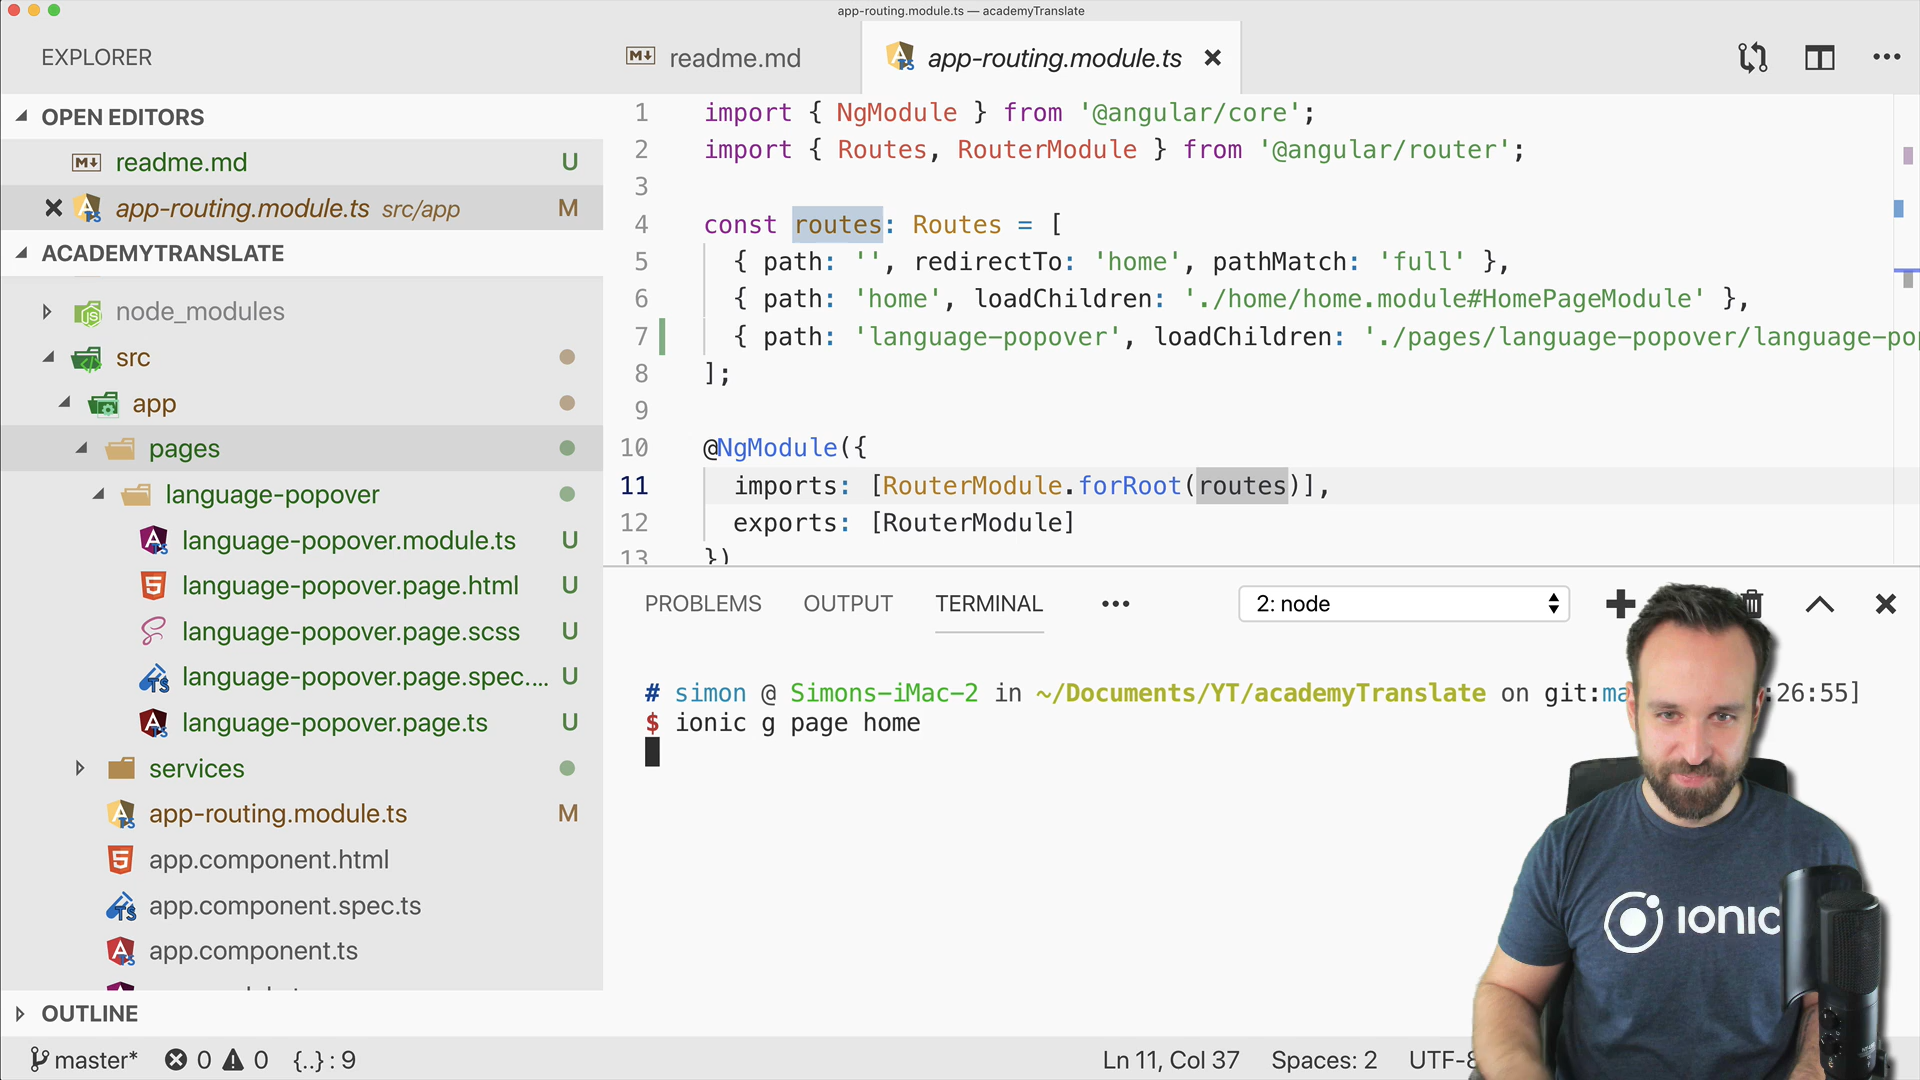 app-routing.module.ts — academyTranslate
EXPLORER
readme.md
app-routing.module.ts
OPEN EDITORS
readme.md U
app-routing.module.ts src/app M
ACADEMYTRANSLATE
node_modules
src
app
pages
language-popover
language-popover.module.ts U
language-popover.page.html U
language-popover.page.scss U
language-popover.page.spec.... U
language-popover.page.ts U
services
app-routing.module.ts M
app.component.html
app.component.spec.ts
app.component.ts
OUTLINE
1 import { NgModule } from '@angular/core';
2 import { Routes, RouterModule } from '@angular/router';
3
4 const routes: Routes = [
5 { path: '', redirectTo: 'home', pathMatch: 'full' },
6 { path: 'home', loadChildren: './home/home.module#HomePageModule' },
7 { path: 'language-popover', loadChildren: './pages/language-popover/language-po
8 ];
9
10 @NgModule({
11 imports: [RouterModule.forRoot(routes)],
12 exports: [RouterModule]
13 })
PROBLEMS OUTPUT TERMINAL ••• 2: node
# simon @ Simons-iMac-2 in ~/Documents/YT/academyTranslate on git:ma :26:55]
$ ionic g page home
ionic
master* 0 0 {..} : 9 Ln 11, Col 37 Spaces: 2 UTF-8